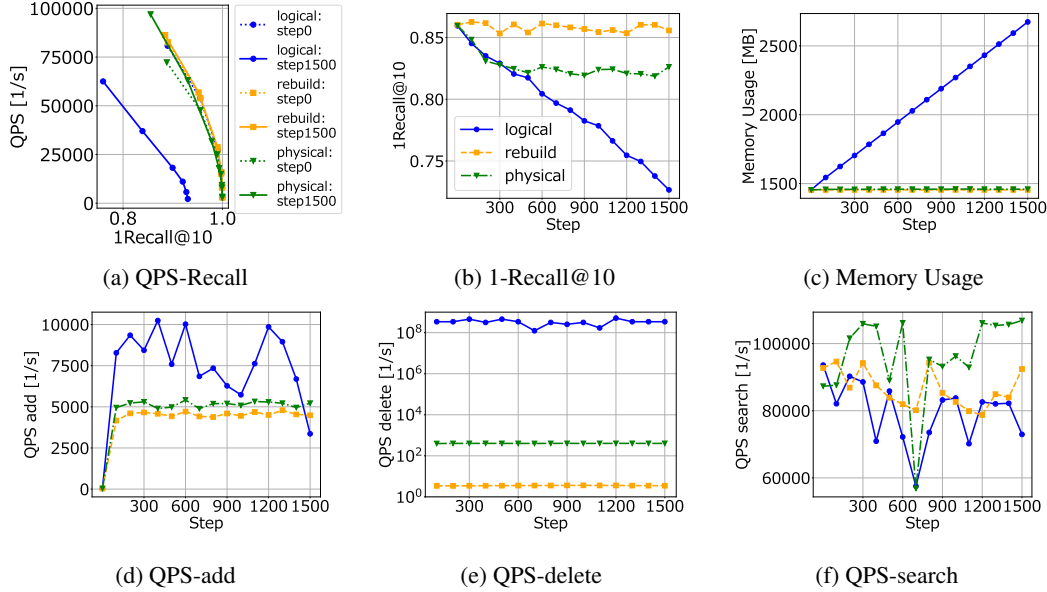 QPS [1/s]
100000
75000
50000
25000
0
0.8
1.0
1Recall@10
logical:
step0
logical:
step1500
rebuild:
step0
rebuild:
step1500
physical:
step0
physical:
step1500
(a) QPS-Recall
1Recall@10
0.85
0.80
0.75
logical
rebuild
physical
300 600 900 1200 1500
Step
(b) 1-Recall@10
Memory Usage [MB]
2500
2000
1500
300 600 900 1200 1500
Step
(c) Memory Usage
QPS add [1/s]
10000
7500
5000
2500
0
300 600 900 1200 1500
Step
(d) QPS-add
QPS delete [1/s]
10^8
10^6
10^4
10^2
10^0
300 600 900 1200 1500
Step
(e) QPS-delete
QPS search [1/s]
100000
80000
60000
300 600 900 1200 1500
Step
(f) QPS-search